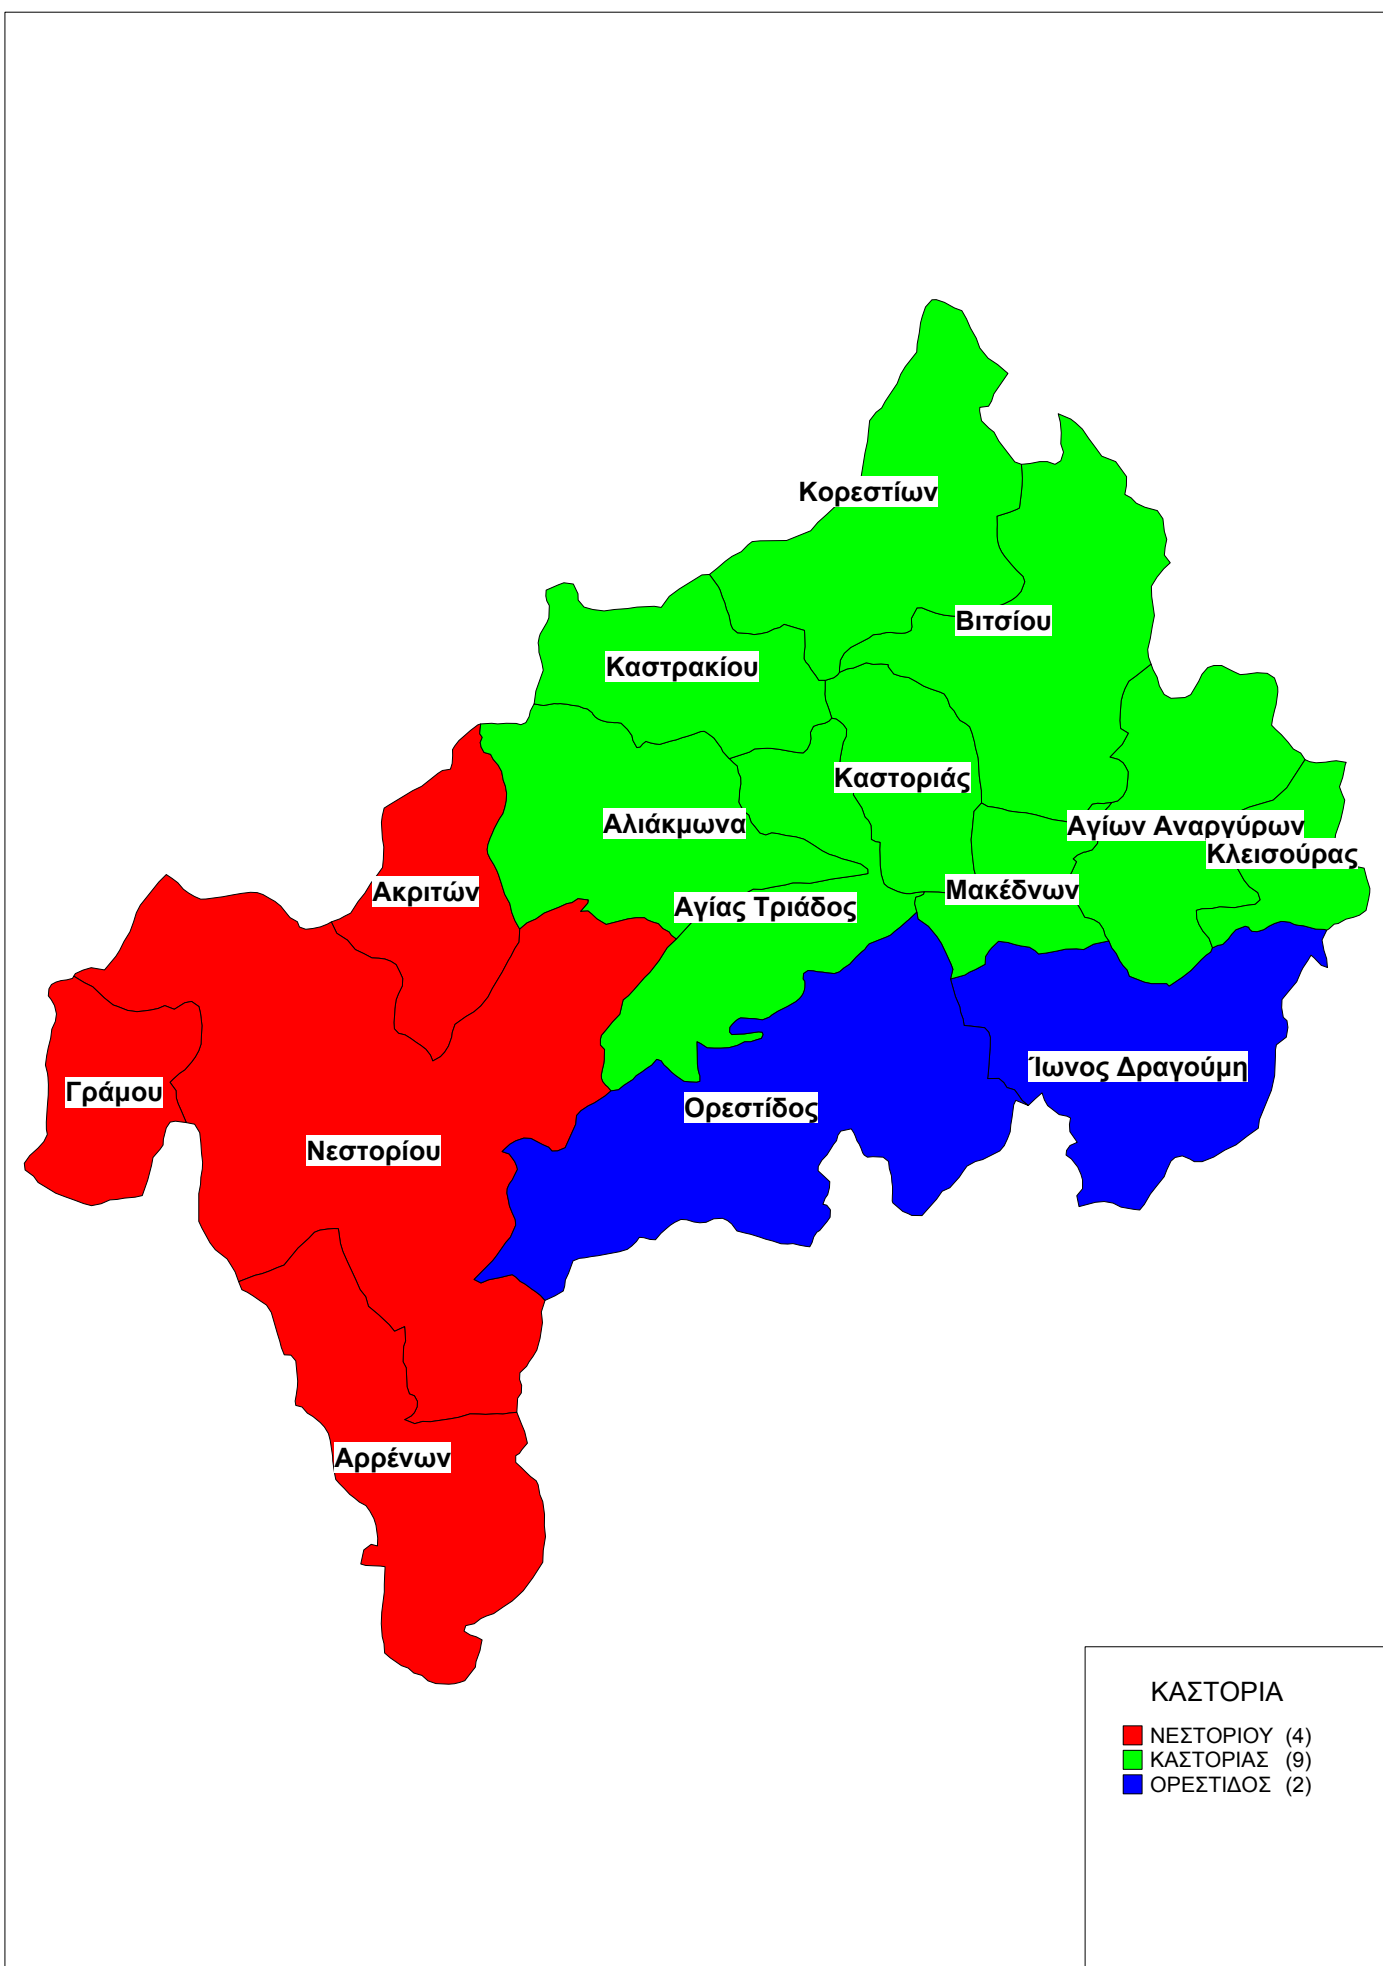 Κορεστίων
Βιτσίου
Καστρακίου
Καστοριάς
Αλιάκμωνα
Αγίων Αναργύρων
Κλεισούρας
Ακριτών
Μακέδνων
Αγίας Τριάδος
Ίωνος Δραγούμη
Γράμου
Ορεστίδος
Νεστορίου
Αρρένων
ΚΑΣΤΟΡΙΑ
ΝΕΣΤΟΡΙΟΥ (4)
ΚΑΣΤΟΡΙΑΣ (9)
ΟΡΕΣΤΙΔΟΣ (2)